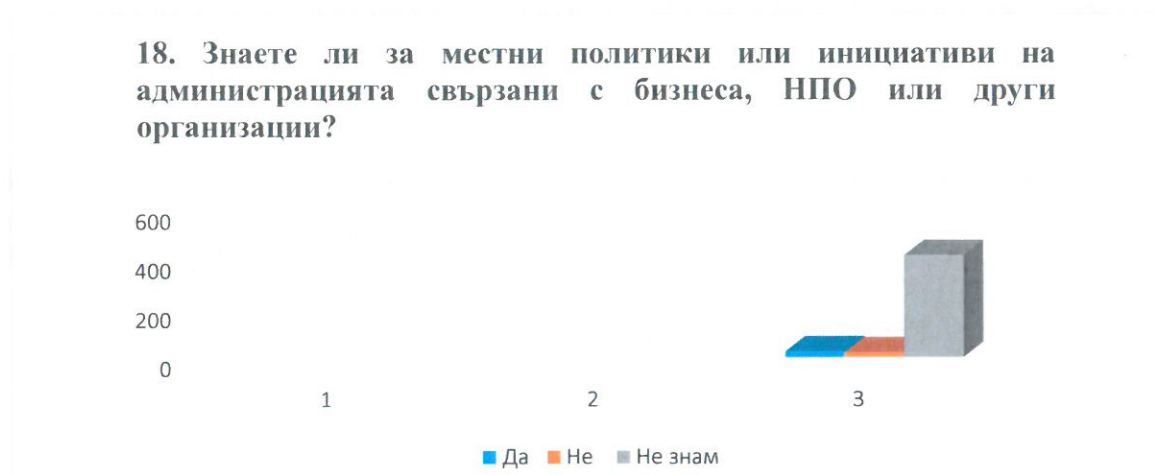 18. Знаете ли за местни политики или инициативи на
администрацията свързани с бизнеса, НПО или други
организации?
600
400
200
0
1 2 3
Да Не Не знам